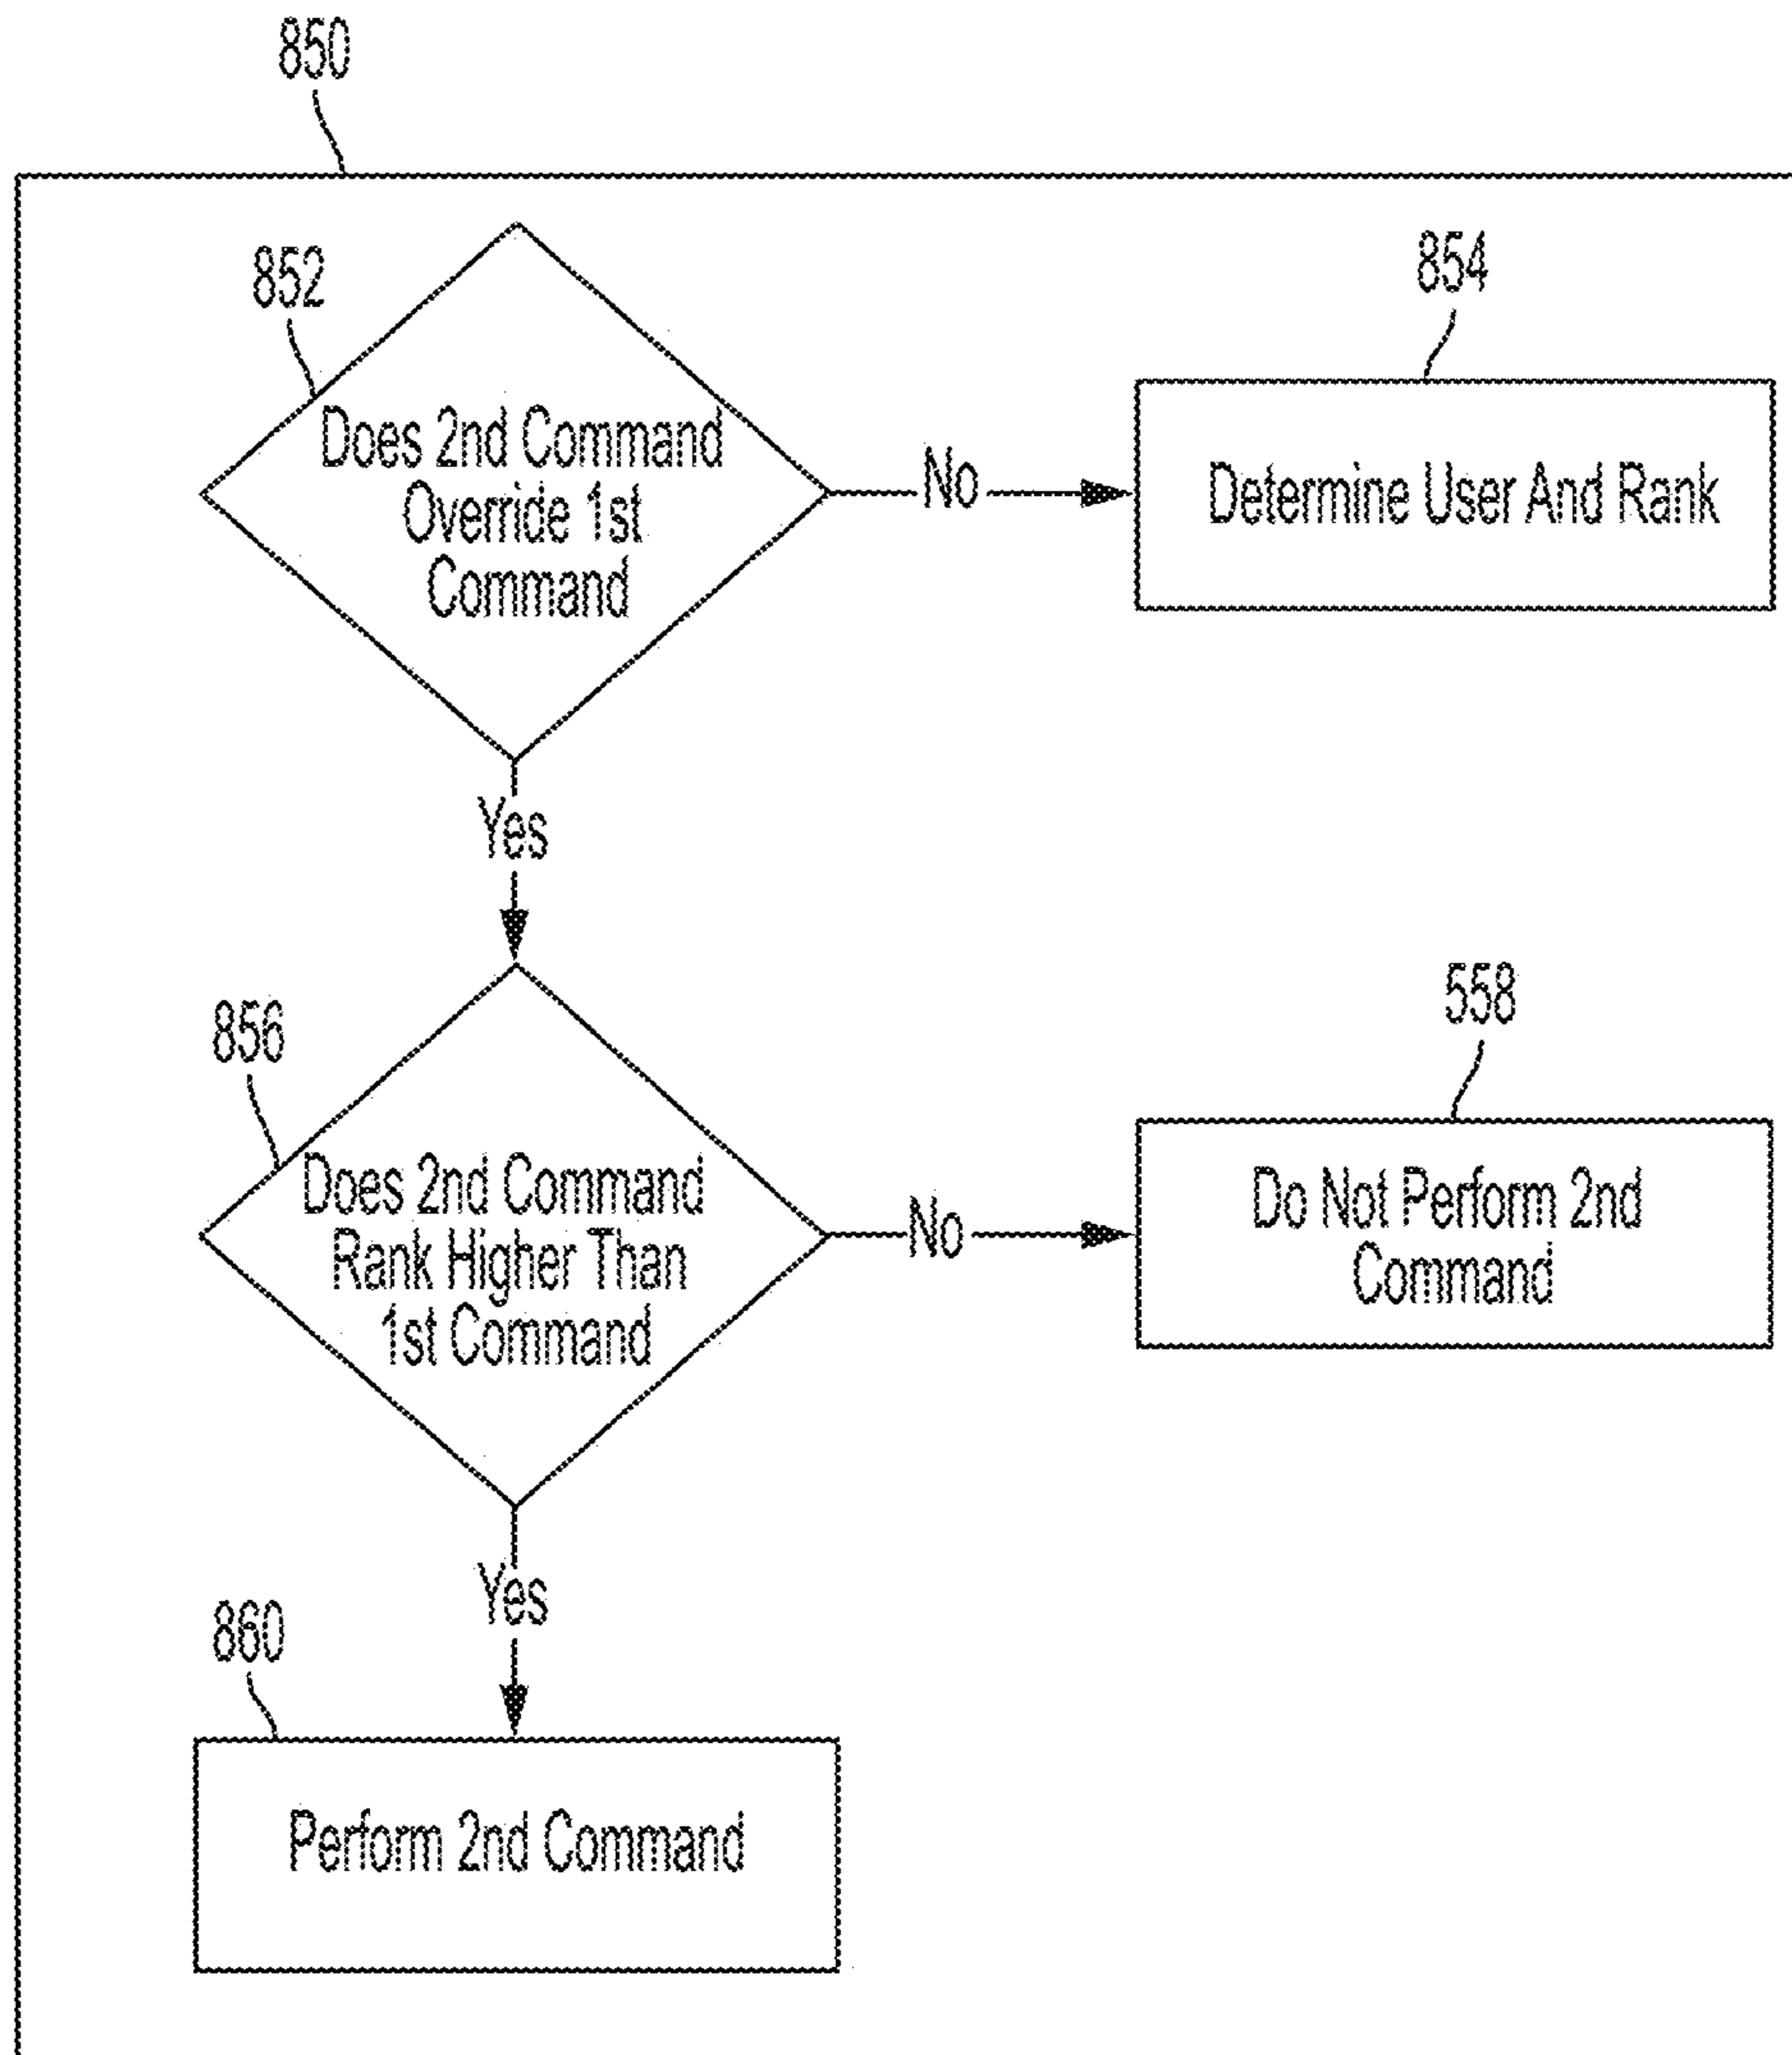 850
852
Does 2nd Command
Override 1st
Command
No
854
Determine User And Rank
Yes
856
Does 2nd Command
Rank Higher Than
1st Command
No
558
Do Not Perform 2nd
Command
Yes
860
Perform 2nd Command